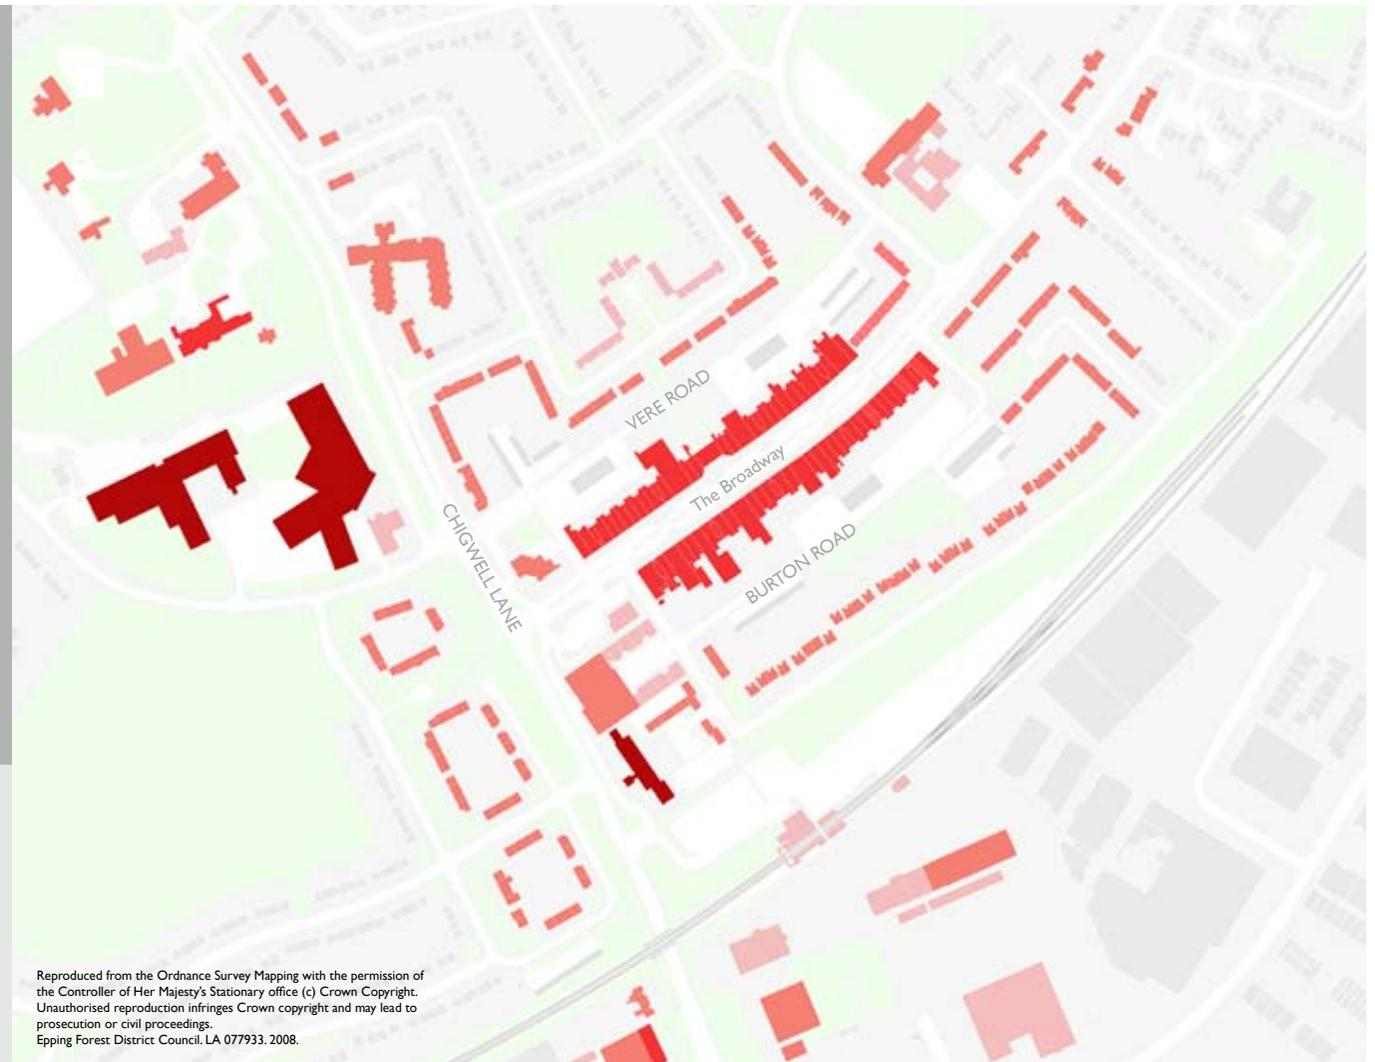 VERE ROAD
The Broadway
CHIGWELL LANE
BURTON ROAD
Reproduced from the Ordnance Survey Mapping with the permission of
the Controller of Her Majesty's Stationary office (c) Crown Copyright.
Unauthorised reproduction infringes Crown copyright and may lead to
prosecution or civil proceedings.
Epping Forest District Council. LA 077933. 2008.